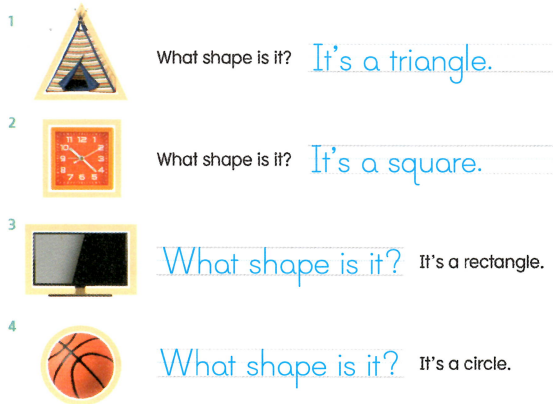 1
What shape is it? It's a triangle.
2
What shape is it? It's a square.
3
What shape is it? It's a rectangle.
4
What shape is it? It's a circle.